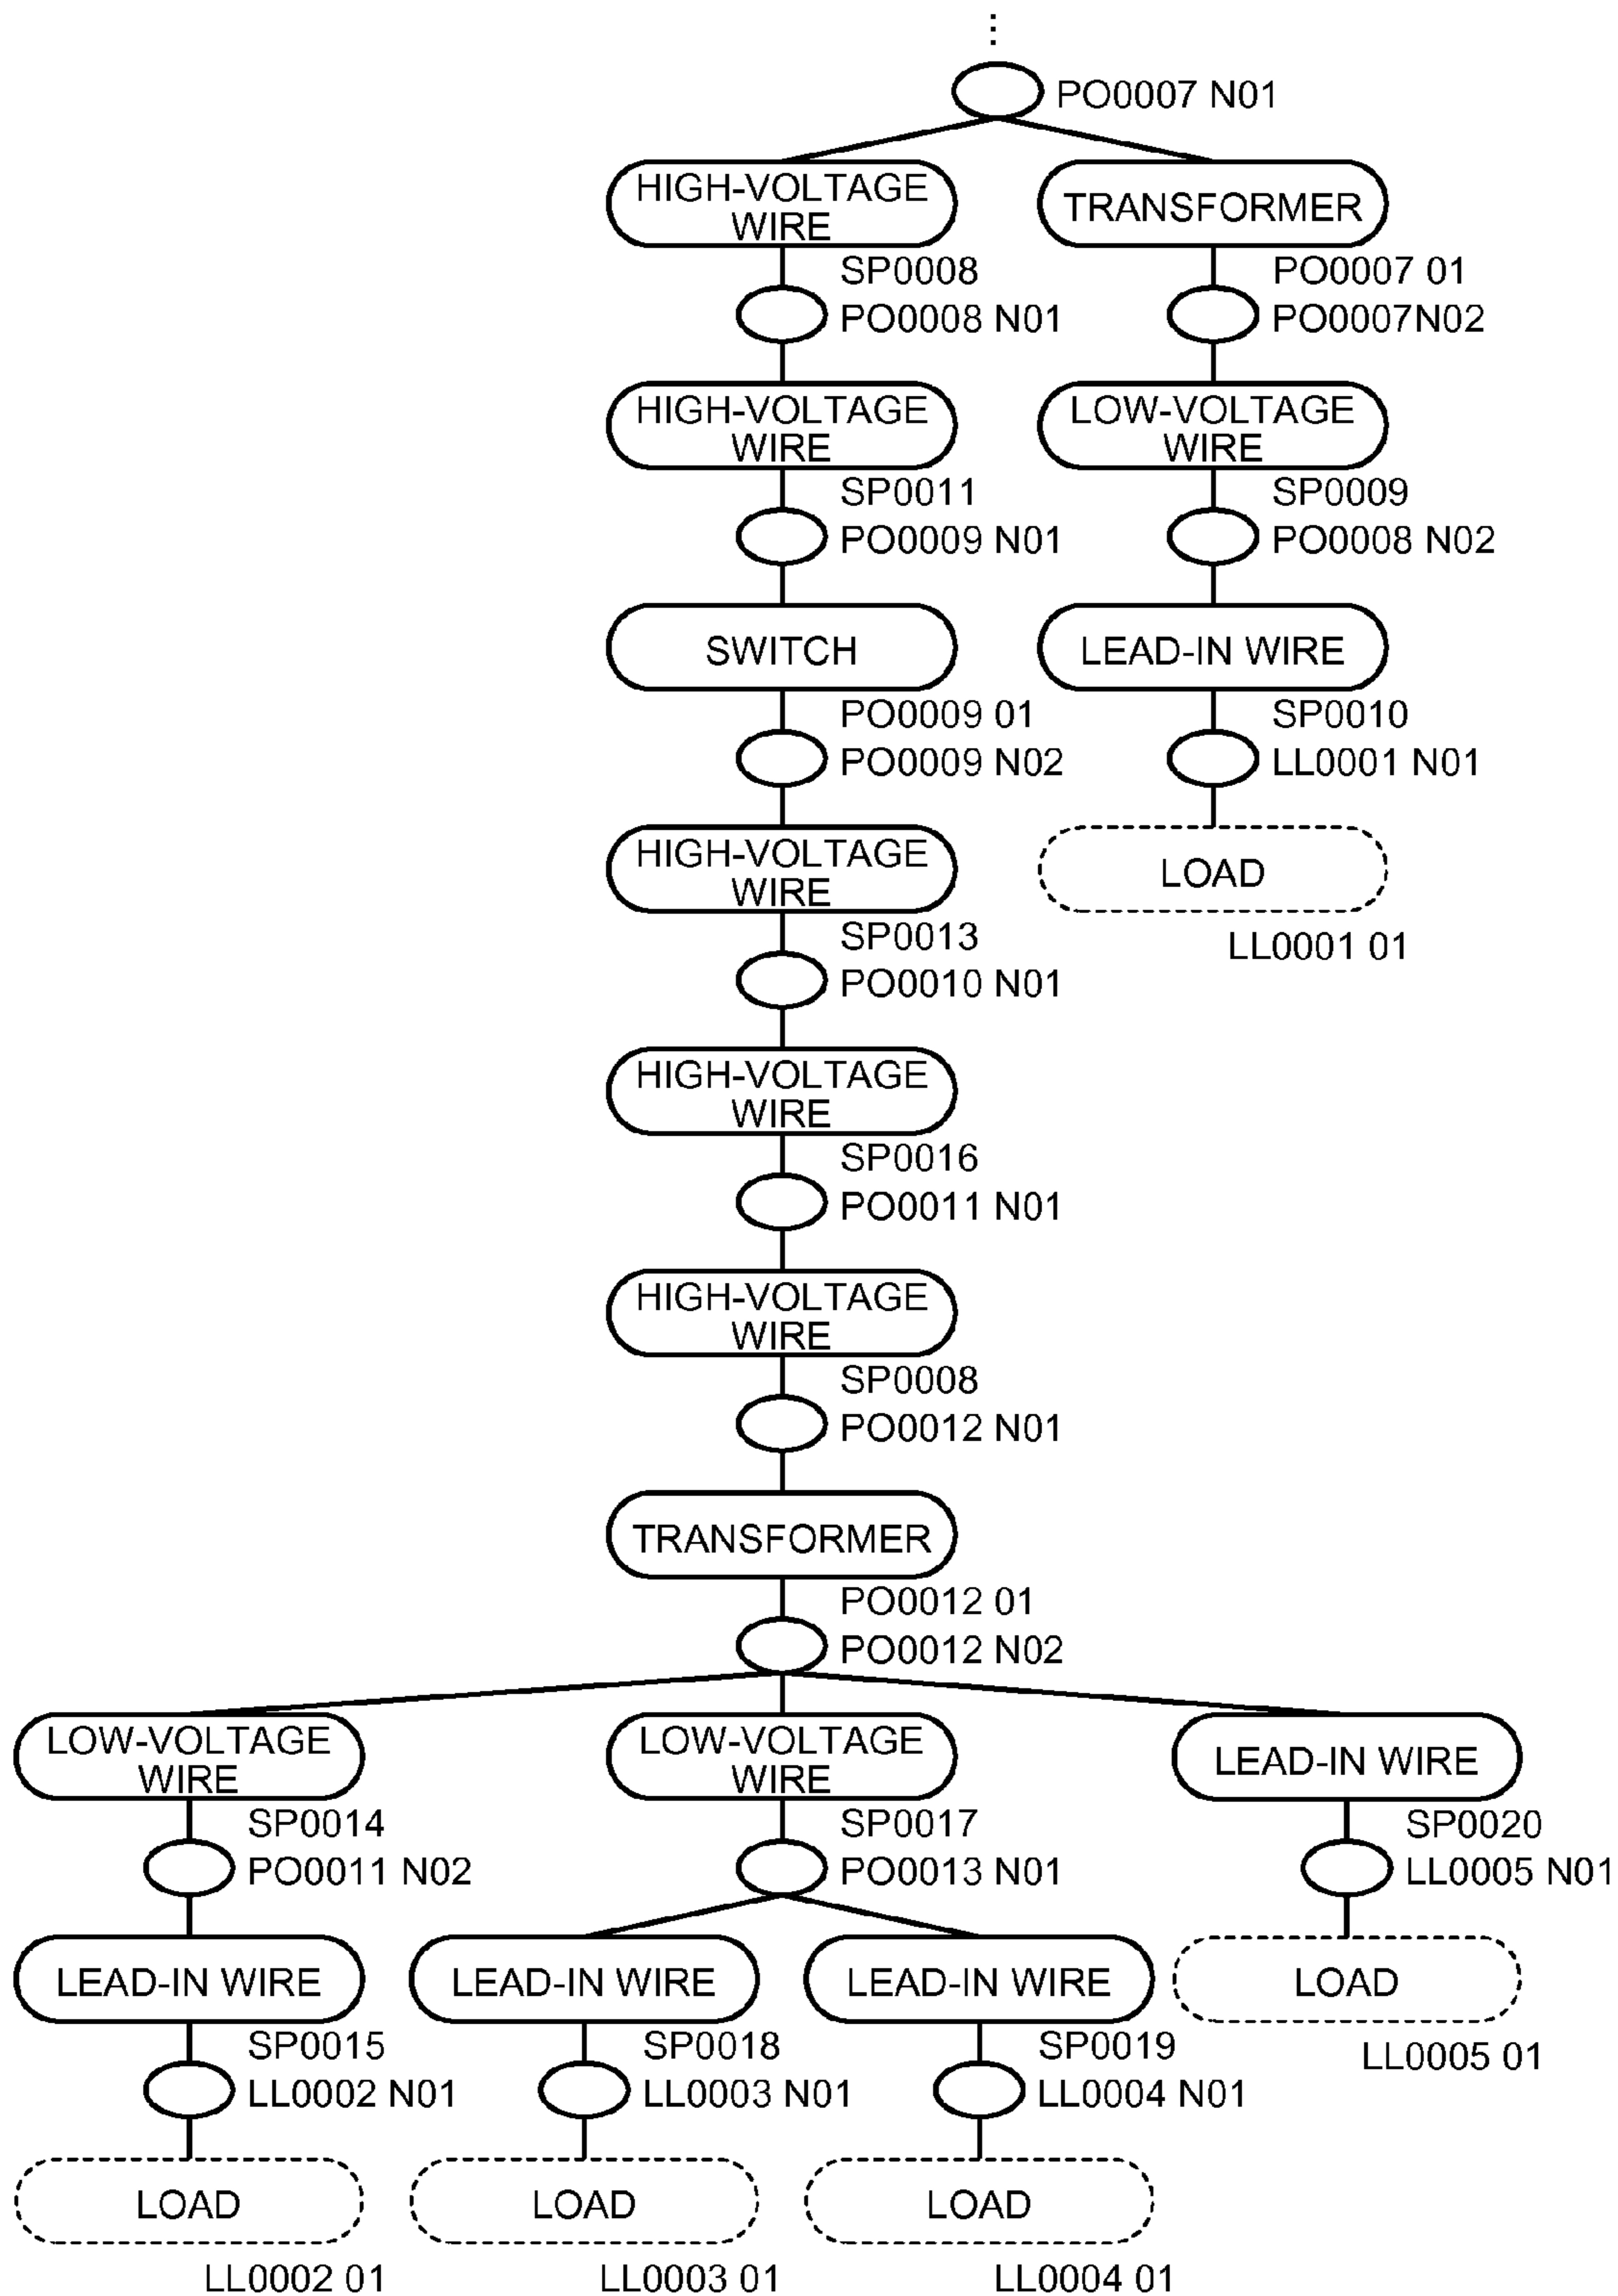 ⋮
PO0007 N01
HIGH-VOLTAGE
WIRE
TRANSFORMER
SP0008
PO0008 N01
PO0007 01
PO0007N02
HIGH-VOLTAGE
WIRE
LOW-VOLTAGE
WIRE
SP0011
PO0009 N01
SP0009
PO0008 N02
SWITCH
LEAD-IN WIRE
PO0009 01
PO0009 N02
SP0010
LL0001 N01
HIGH-VOLTAGE
WIRE
LOAD
LL0001 01
SP0013
PO0010 N01
HIGH-VOLTAGE
WIRE
SP0016
PO0011 N01
HIGH-VOLTAGE
WIRE
SP0008
PO0012 N01
TRANSFORMER
PO0012 01
PO0012 N02
LOW-VOLTAGE
WIRE
LOW-VOLTAGE
WIRE
LEAD-IN WIRE
SP0014
PO0011 N02
SP0017
PO0013 N01
SP0020
LL0005 N01
LEAD-IN WIRE
LEAD-IN WIRE
LEAD-IN WIRE
LOAD
LL0005 01
SP0015
LL0002 N01
SP0018
LL0003 N01
SP0019
LL0004 N01
LOAD
LOAD
LOAD
LL0002 01
LL0003 01
LL0004 01